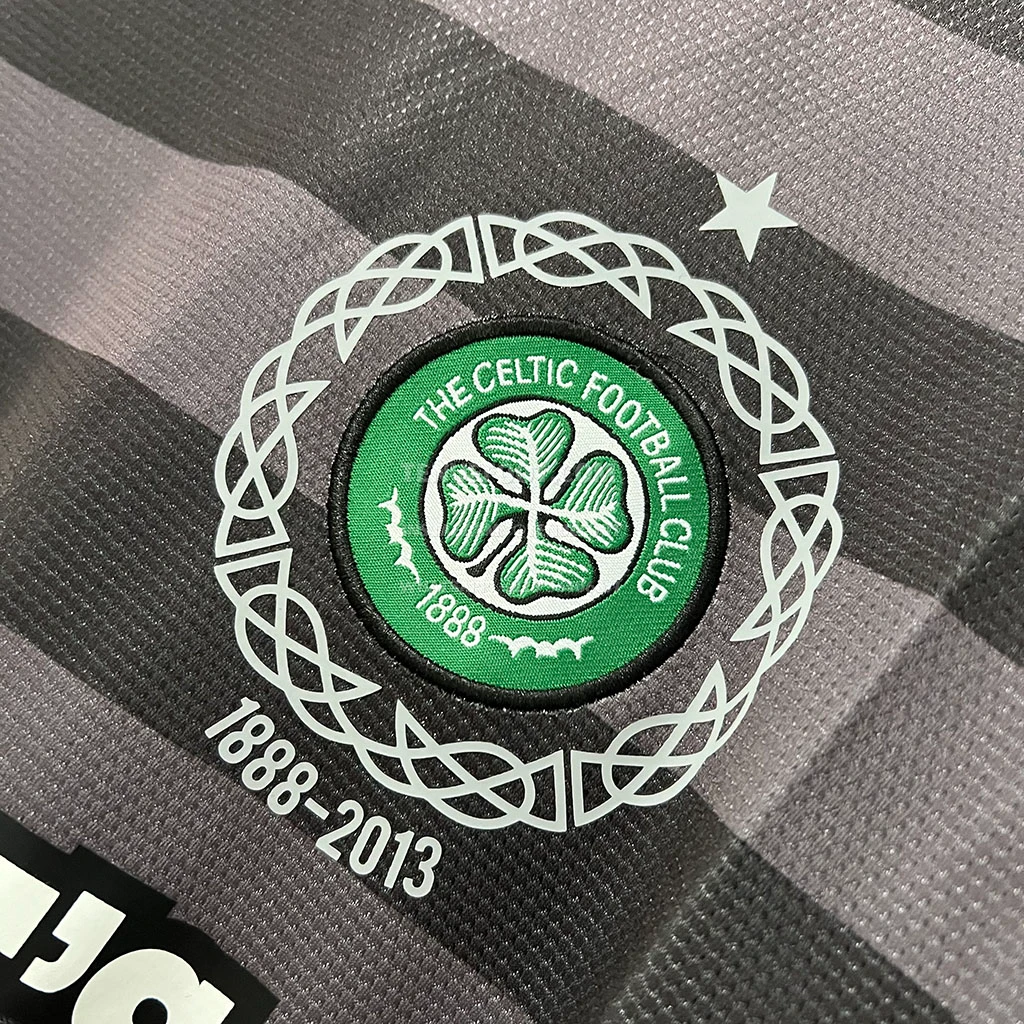 THE CELTIC FOOTBALL CLUB
1888
1888-2013
'a